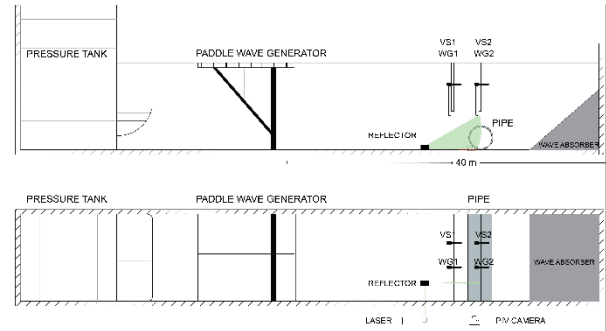 PRESSURE TANK
PADDLE WAVE GENERATOR
VS1 VS2
WG1 WG2
PIPE
REFLECTOR
WAVE ABSORBER
40 m
PRESSURE TANK
PADDLE WAVE GENERATOR
PIPE
VS1 VS2
WG1 WG2
WAVE ABSORBER
REFLECTOR
LASER
PIV CAMERA